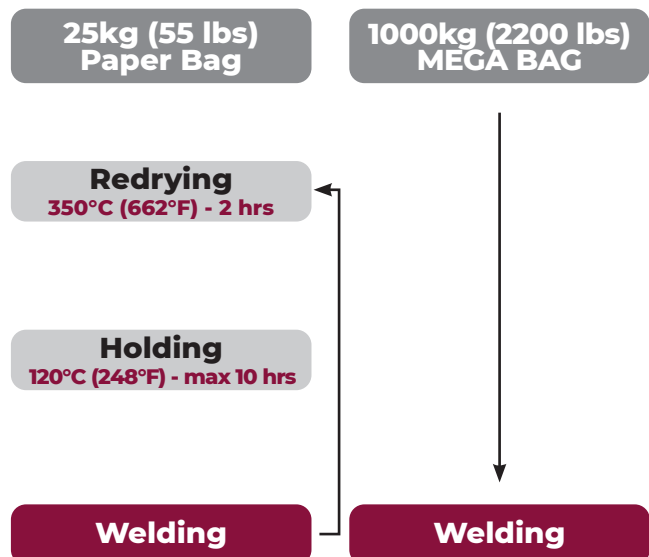 25kg (55 lbs)
Paper Bag
1000kg (2200 lbs)
MEGA BAG
Redrying
350°C (662°F) - 2 hrs
Holding
120°C (248°F) - max 10 hrs
Welding
Welding